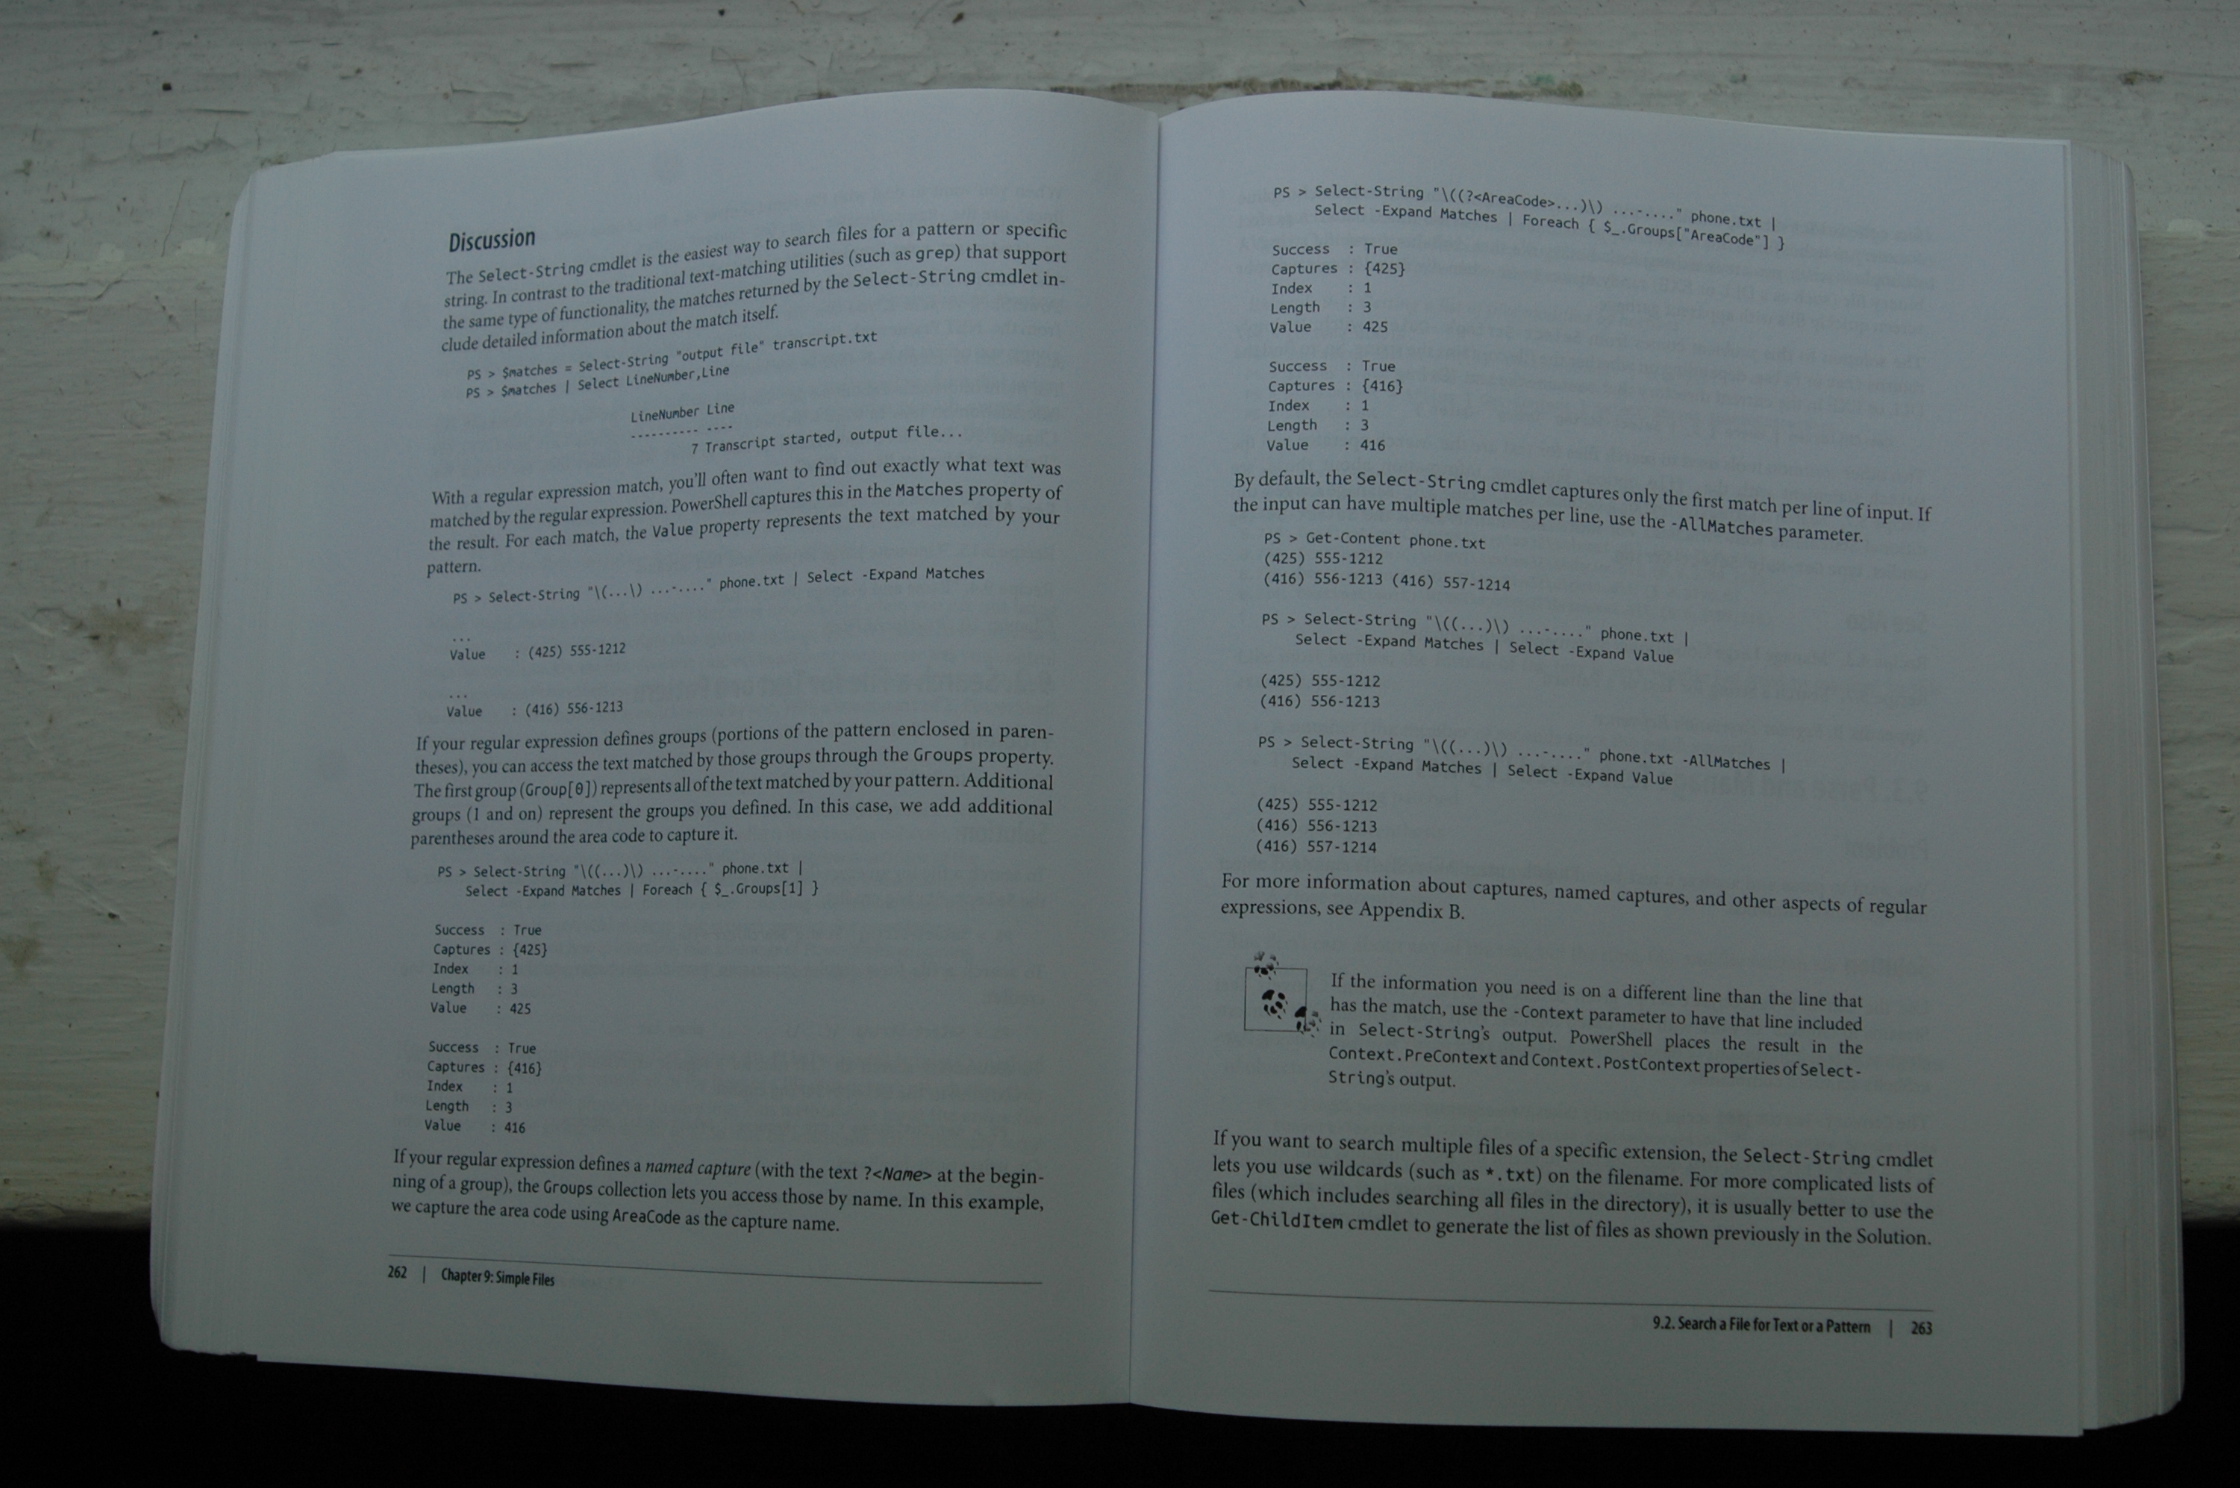 Discussion
The Select-String cmdlet is the easiest way to search files for a pattern or specific
string. In contrast to the traditional text-matching utilities (such as grep) that support
the same type of functionality, the matches returned by the Select-String cmdlet in-
clude detailed information about the match itself.
PS > $matches = Select-String "output file" transcript.txt
PS > $matches | Select LineNumber,Line
LineNumber Line
---------- ----
7 Transcript started, output file...
With a regular expression match, you'll often want to find out exactly what text was
matched by the regular expression. PowerShell captures this in the Matches property of
the result. For each match, the Value property represents the text matched by your
pattern.
PS > Select-String "\(...\) ...-...." phone.txt | Select -Expand Matches
...
Value : (425) 555-1212
...
Value : (416) 556-1213
If your regular expression defines groups (portions of the pattern enclosed in paren-
theses), you can access the text matched by those groups through the Groups property.
The first group (Group[0]) represents all of the text matched by your pattern. Additional
groups (1 and on) represent the groups you defined. In this case, we add additional
parentheses around the area code to capture it.
PS > Select-String "\((...)\) ...-...." phone.txt |
Select -Expand Matches | Foreach { $_.Groups[1] }
Success : True
Captures : {425}
Index : 1
Length : 3
Value : 425
Success : True
Captures : {416}
Index : 1
Length : 3
Value : 416
If your regular expression defines a named capture (with the text ?<Name> at the begin-
ning of a group), the Groups collection lets you access those by name. In this example,
we capture the area code using AreaCode as the capture name.
262 | Chapter 9: Simple Files
PS > Select-String "\((?<AreaCode>...)\) ...-...." phone.txt |
Select -Expand Matches | Foreach { $_.Groups["AreaCode"] }
Success : True
Captures : {425}
Index : 1
Length : 3
Value : 425
Success : True
Captures : {416}
Index : 1
Length : 3
Value : 416
By default, the Select-String cmdlet captures only the first match per line of input. If
the input can have multiple matches per line, use the -AllMatches parameter.
PS > Get-Content phone.txt
(425) 555-1212
(416) 556-1213 (416) 557-1214
PS > Select-String "\((...)\) ...-...." phone.txt |
Select -Expand Matches | Select -Expand Value
(425) 555-1212
(416) 556-1213
PS > Select-String "\((...)\) ...-...." phone.txt -AllMatches |
Select -Expand Matches | Select -Expand Value
(425) 555-1212
(416) 556-1213
(416) 557-1214
For more information about captures, named captures, and other aspects of regular
expressions, see Appendix B.
If the information you need is on a different line than the line that
has the match, use the -Context parameter to have that line included
in Select-String's output. PowerShell places the result in the
Context.PreContext and Context.PostContext properties of Select-
String's output.
If you want to search multiple files of a specific extension, the Select-String cmdlet
lets you use wildcards (such as *.txt) on the filename. For more complicated lists of
files (which includes searching all files in the directory), it is usually better to use the
Get-ChildItem cmdlet to generate the list of files as shown previously in the Solution.
9.2. Search a File for Text or a Pattern | 263